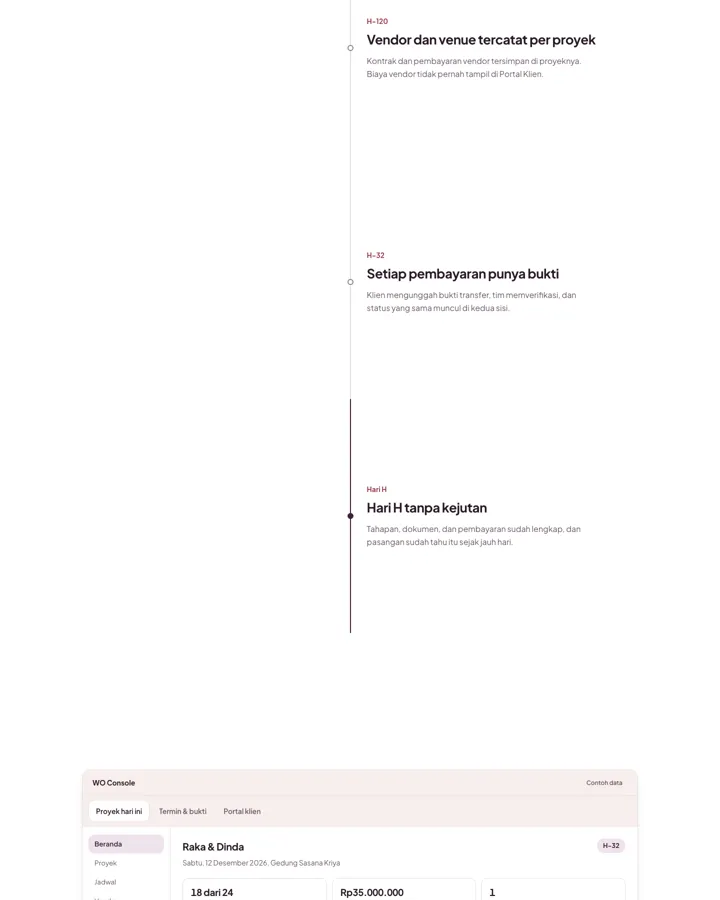 H-120
Vendor dan venue tercatat per proyek
Kontrak dan pembayaran vendor tersimpan di proyeknya.
Biaya vendor tidak pernah tampil di Portal Klien.
H-32
Setiap pembayaran punya bukti
Klien mengunggah bukti transfer, tim memverifikasi, dan
status yang sama muncul di kedua sisi.
Hari H
Hari H tanpa kejutan
Tahapan, dokumen, dan pembayaran sudah lengkap, dan
pasangan sudah tahu itu sejak jauh hari.
WO Console
Contoh data
Proyek hari ini
Termin & bukti
Portal klien
Beranda
Proyek
Jadwal
Raka & Dinda
H-32
Sabtu, 12 Desember 2026, Gedung Sasana Kriya
18 dari 24
Rp35.000.000
1